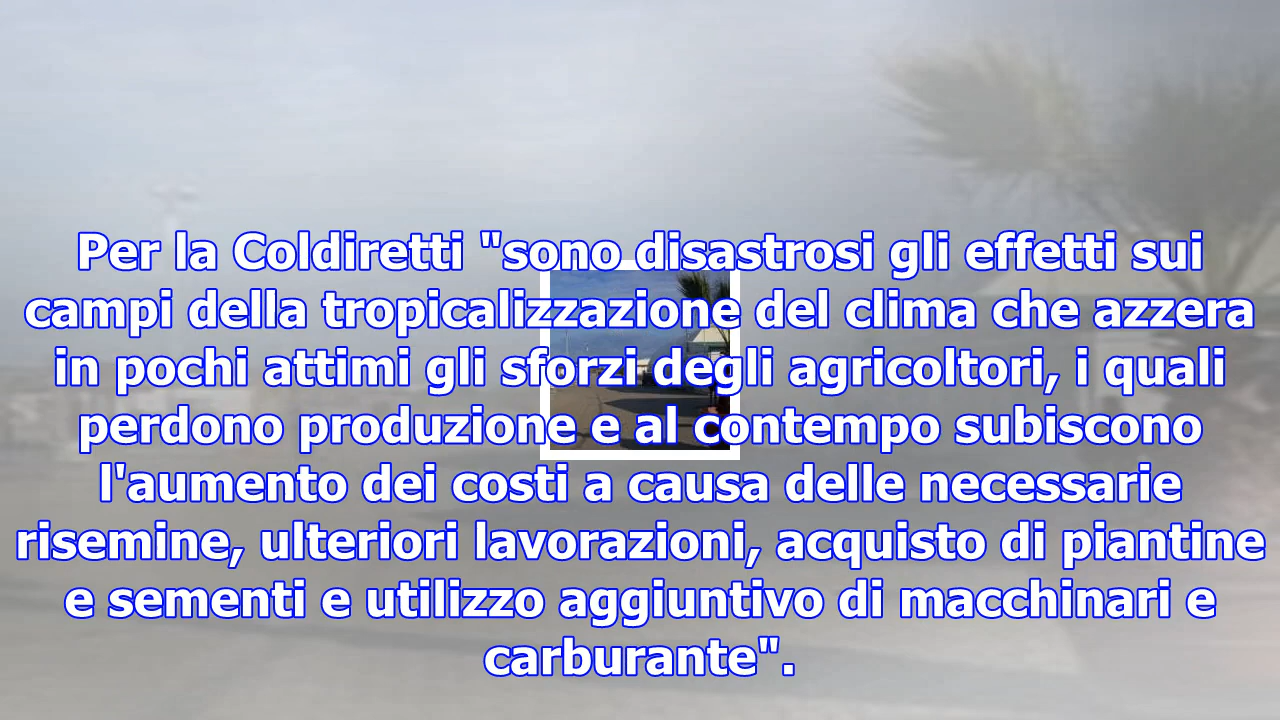 Per la Coldiretti "sono disastrosi gli effetti sui
campi della tropicalizzazione del clima che azzera
in pochi attimi gli sforzi degli agricoltori, i quali
perdono produzione e al contempo subiscono
l'aumento dei costi a causa delle necessarie
risemine, ulteriori lavorazioni, acquisto di piantine
e sementi e utilizzo aggiuntivo di macchinari e
carburante".